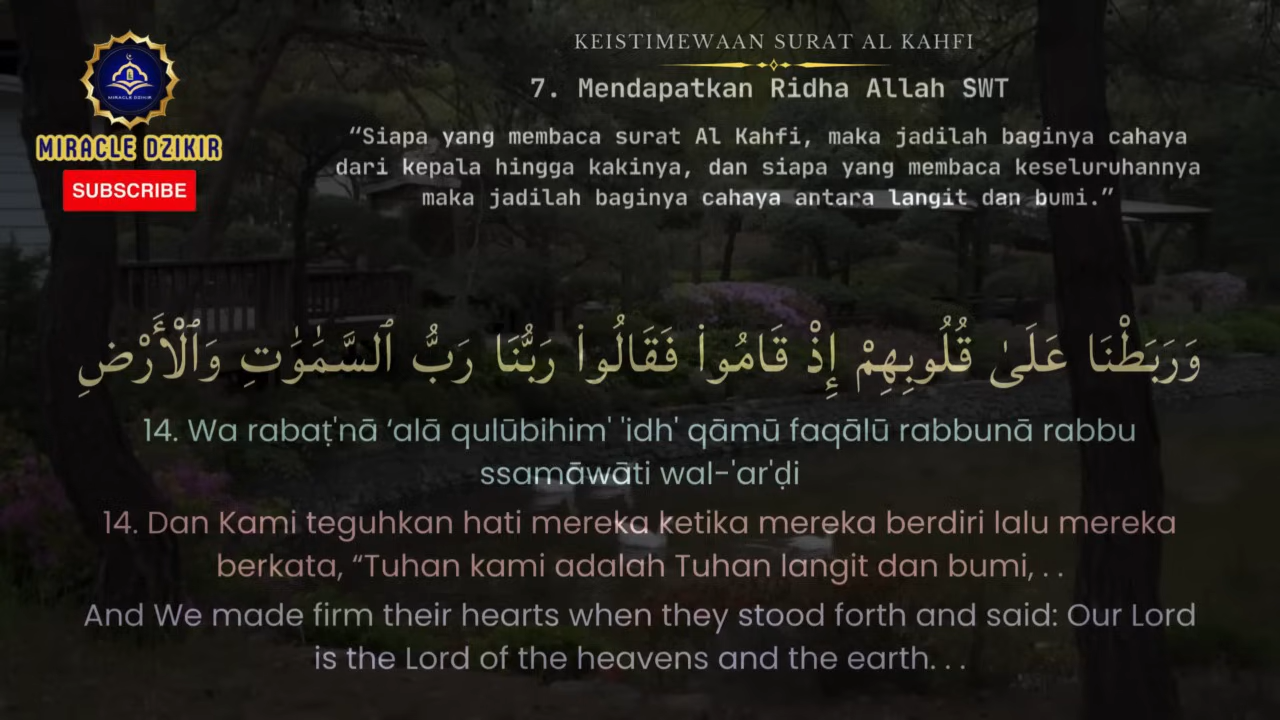 KEISTIMEWAAN SURAT AL KAHFI
7. Mendapatkan Ridha Allah SWT
MIRACLE DZIKIR
MIRACLE DZIKIR
SUBSCRIBE
“Siapa yang membaca surat Al Kahfi, maka jadilah baginya cahaya
dari kepala hingga kakinya, dan siapa yang membaca keseluruhannya
maka jadilah baginya cahaya antara langit dan bumi.”
وَرَبَطْنَا عَلَىٰ قُلُوبِهِمْ إِذْ قَامُوا۟ فَقَالُوا۟ رَبُّنَا رَبُّ ٱلسَّمَـٰوَٰتِ وَٱلْأَرْضِ
14. Wa rabaṭ'nā ‘alā qulūbihim' 'idh' qāmū faqālū rabbunā rabbu
ssamāwāti wal-'ar'ḍi
14. Dan Kami teguhkan hati mereka ketika mereka berdiri lalu mereka
berkata, “Tuhan kami adalah Tuhan langit dan bumi, . .
And We made firm their hearts when they stood forth and said: Our Lord
is the Lord of the heavens and the earth. . .